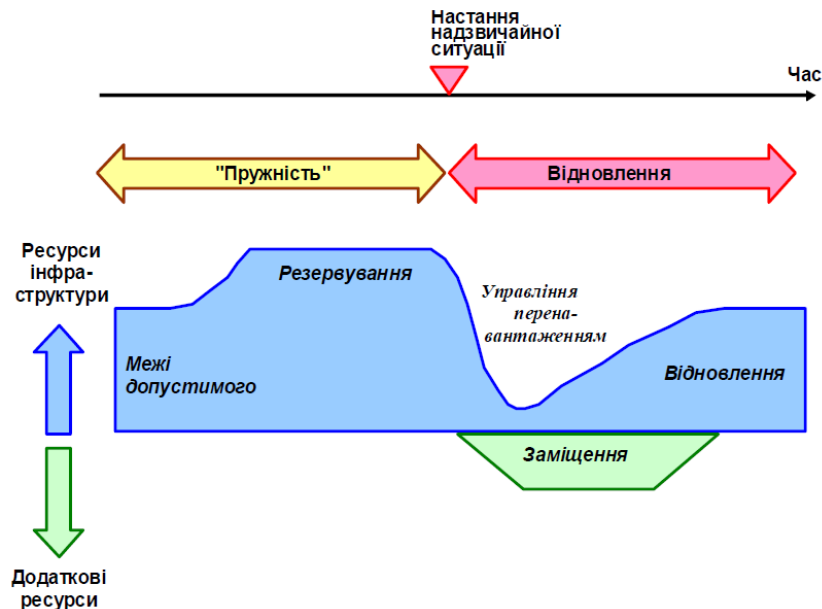 Настання
надзвичайної
ситуації
Час
"Пружність"
Відновлення
Ресурси
інфра-
структури
Резервування
Управління
перена-
вантаженням
Межі
допустимого
Відновлення
Заміщення
Додаткові
ресурси